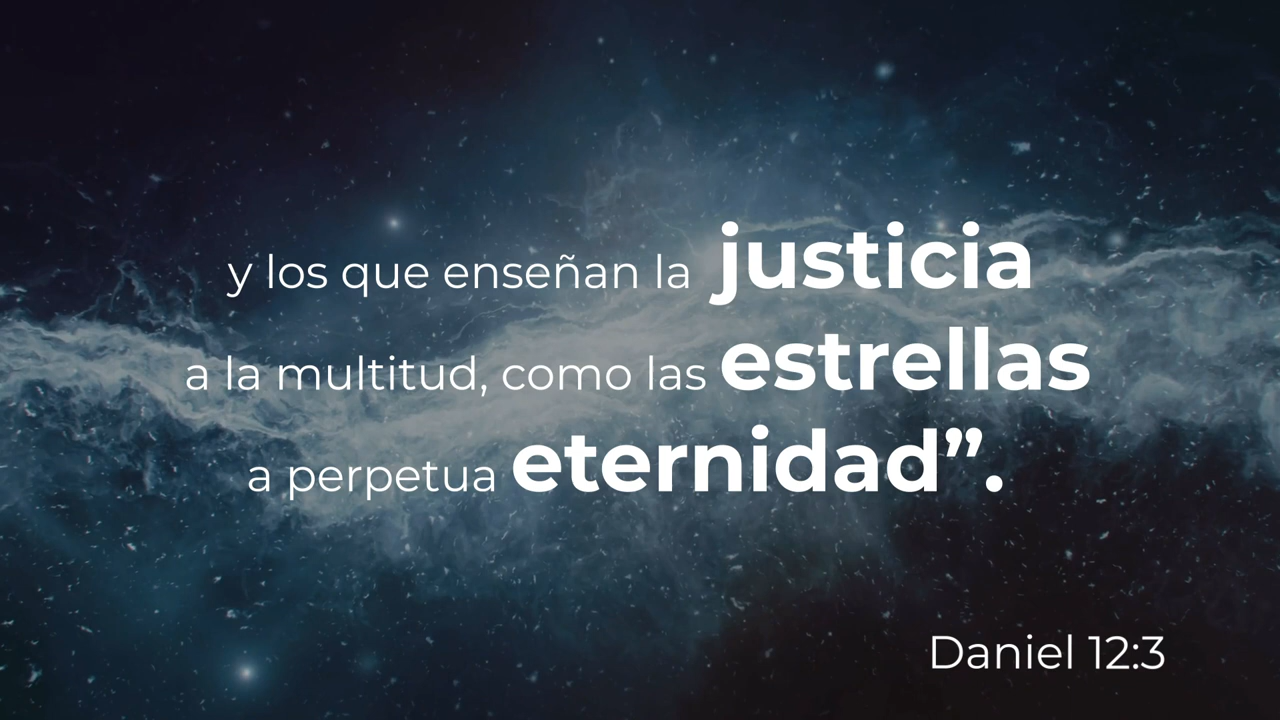 y los que enseñan la justicia
a la multitud, como las estrellas
a perpetua eternidad”.
Daniel 12:3